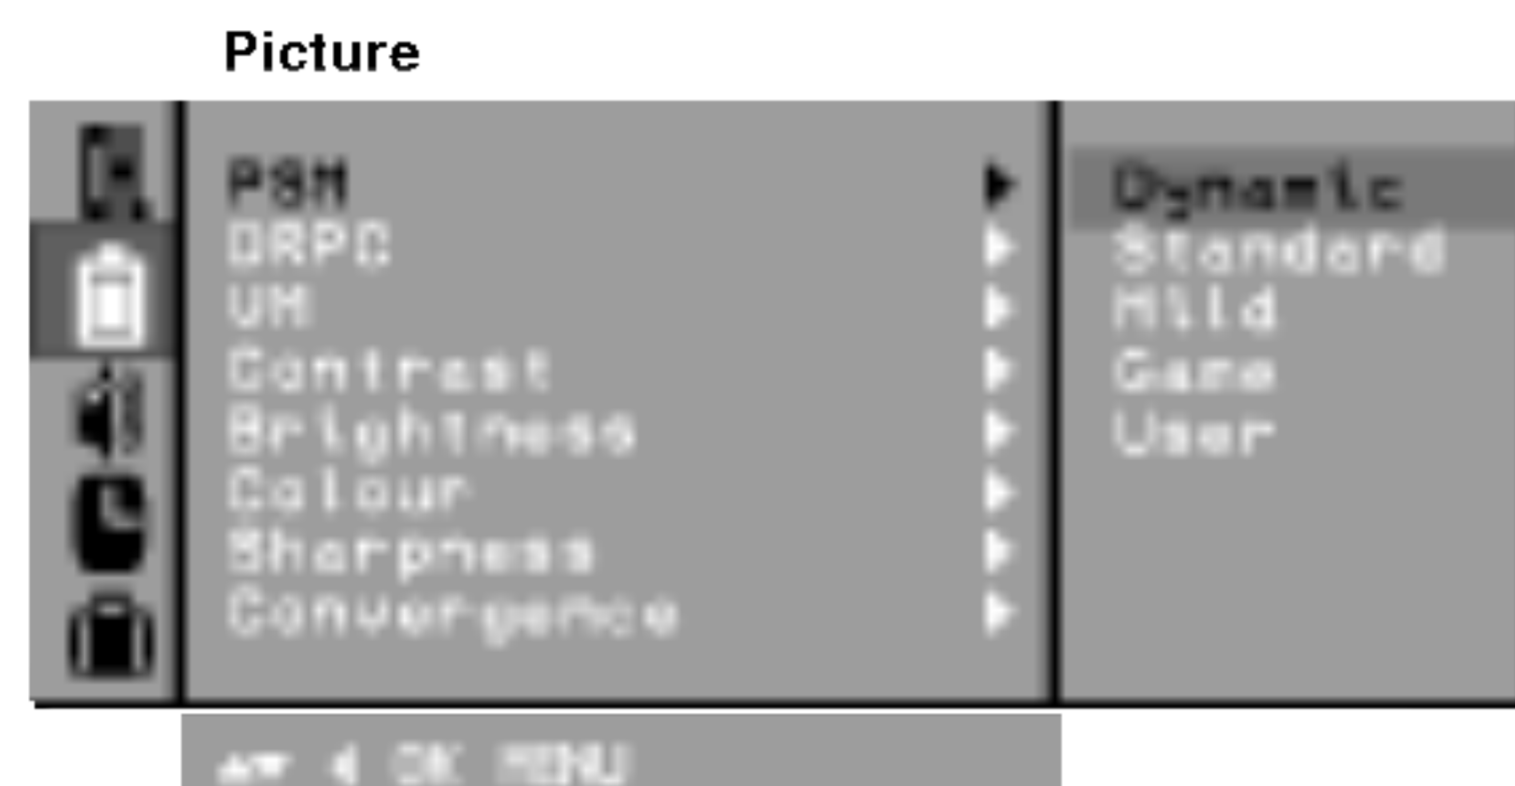 Picture
PSM
DRPC
VM
Contrast
Brightness
Colour
Sharpness
Convergence
Dynamic
Standard
Mild
Game
User
▲▼ ◀ OK MENU